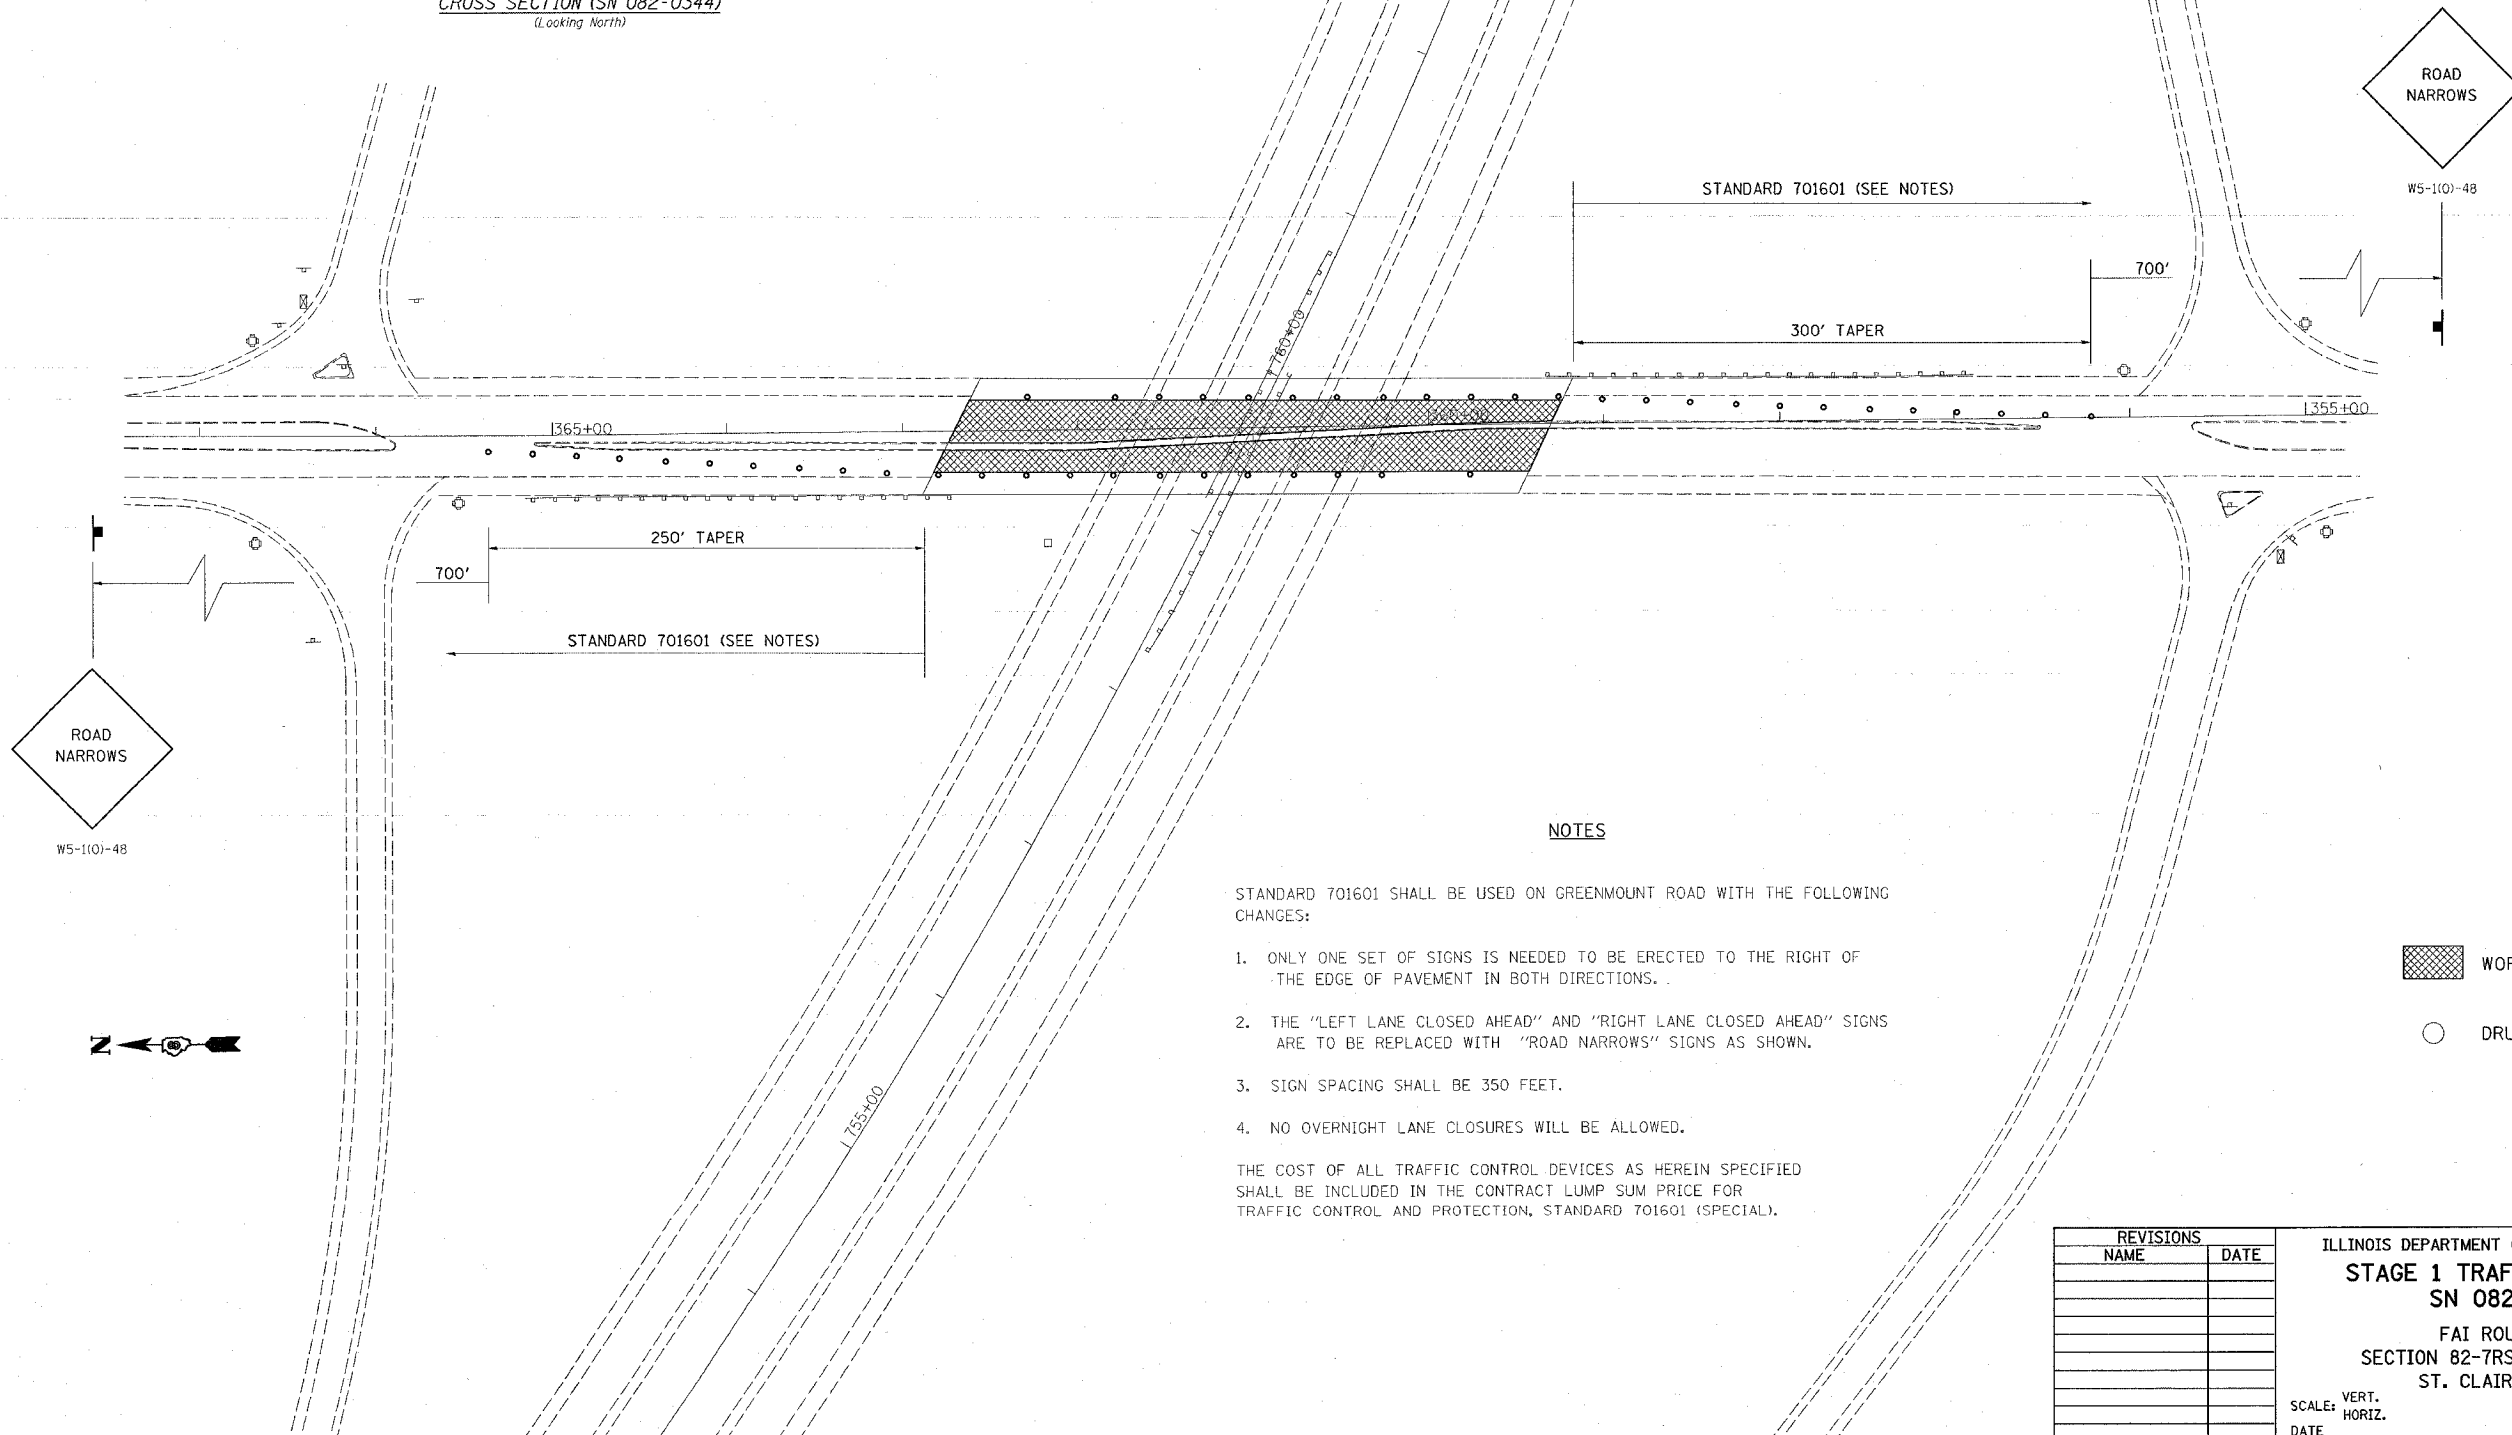 CROSS SECTION (SN 082-0344)
(Looking North)
ROAD
NARROWS
W5-1(0)-48
STANDARD 701601 (SEE NOTES)
700'
300' TAPER
760+00
355+00
365+00
250' TAPER
700'
STANDARD 701601 (SEE NOTES)
ROAD
NARROWS
W5-1(0)-48
755+00
N
NOTES
STANDARD 701601 SHALL BE USED ON GREENMOUNT ROAD WITH THE FOLLOWING
CHANGES:
1. ONLY ONE SET OF SIGNS IS NEEDED TO BE ERECTED TO THE RIGHT OF
THE EDGE OF PAVEMENT IN BOTH DIRECTIONS.
2. THE "LEFT LANE CLOSED AHEAD" AND "RIGHT LANE CLOSED AHEAD" SIGNS
ARE TO BE REPLACED WITH "ROAD NARROWS" SIGNS AS SHOWN.
3. SIGN SPACING SHALL BE 350 FEET.
4. NO OVERNIGHT LANE CLOSURES WILL BE ALLOWED.
THE COST OF ALL TRAFFIC CONTROL DEVICES AS HEREIN SPECIFIED
SHALL BE INCLUDED IN THE CONTRACT LUMP SUM PRICE FOR
TRAFFIC CONTROL AND PROTECTION, STANDARD 701601 (SPECIAL).
REVISIONS
NAME DATE
ILLINOIS DEPARTMENT
STAGE 1
SN 082
FAI
SECTION 82-7RS
ST. CLAIR
SCALE: VERT.
HORIZ.
DATE